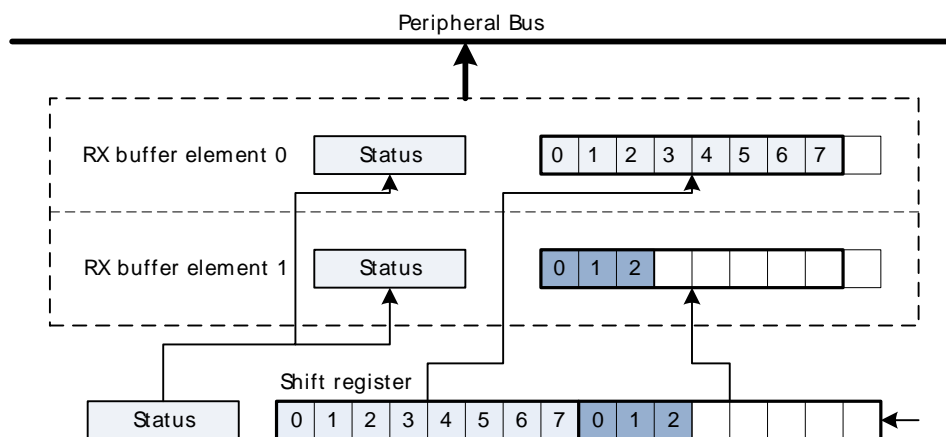 Peripheral Bus
RX buffer element 0 Status 0 1 2 3 4 5 6 7
RX buffer element 1 Status 0 1 2
Shift register
Status 0 1 2 3 4 5 6 7 0 1 2